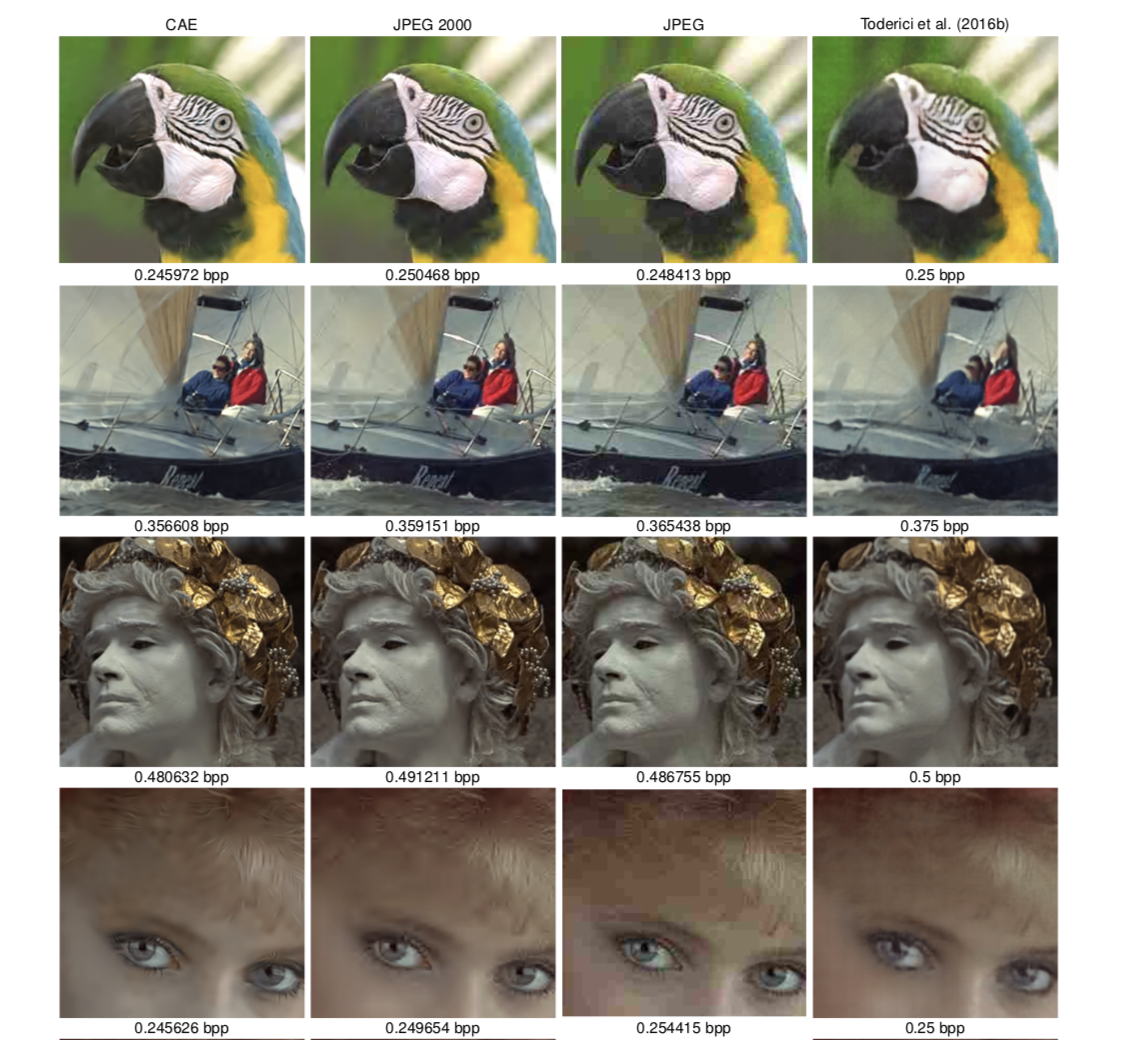 CAE JPEG 2000 JPEG Toderici et al. (2016b)
0.245972 bpp 0.250468 bpp 0.248413 bpp 0.25 bpp
0.356608 bpp 0.359151 bpp 0.365438 bpp 0.375 bpp
0.480632 bpp 0.491211 bpp 0.486755 bpp 0.5 bpp
0.245626 bpp 0.249654 bpp 0.254415 bpp 0.25 bpp